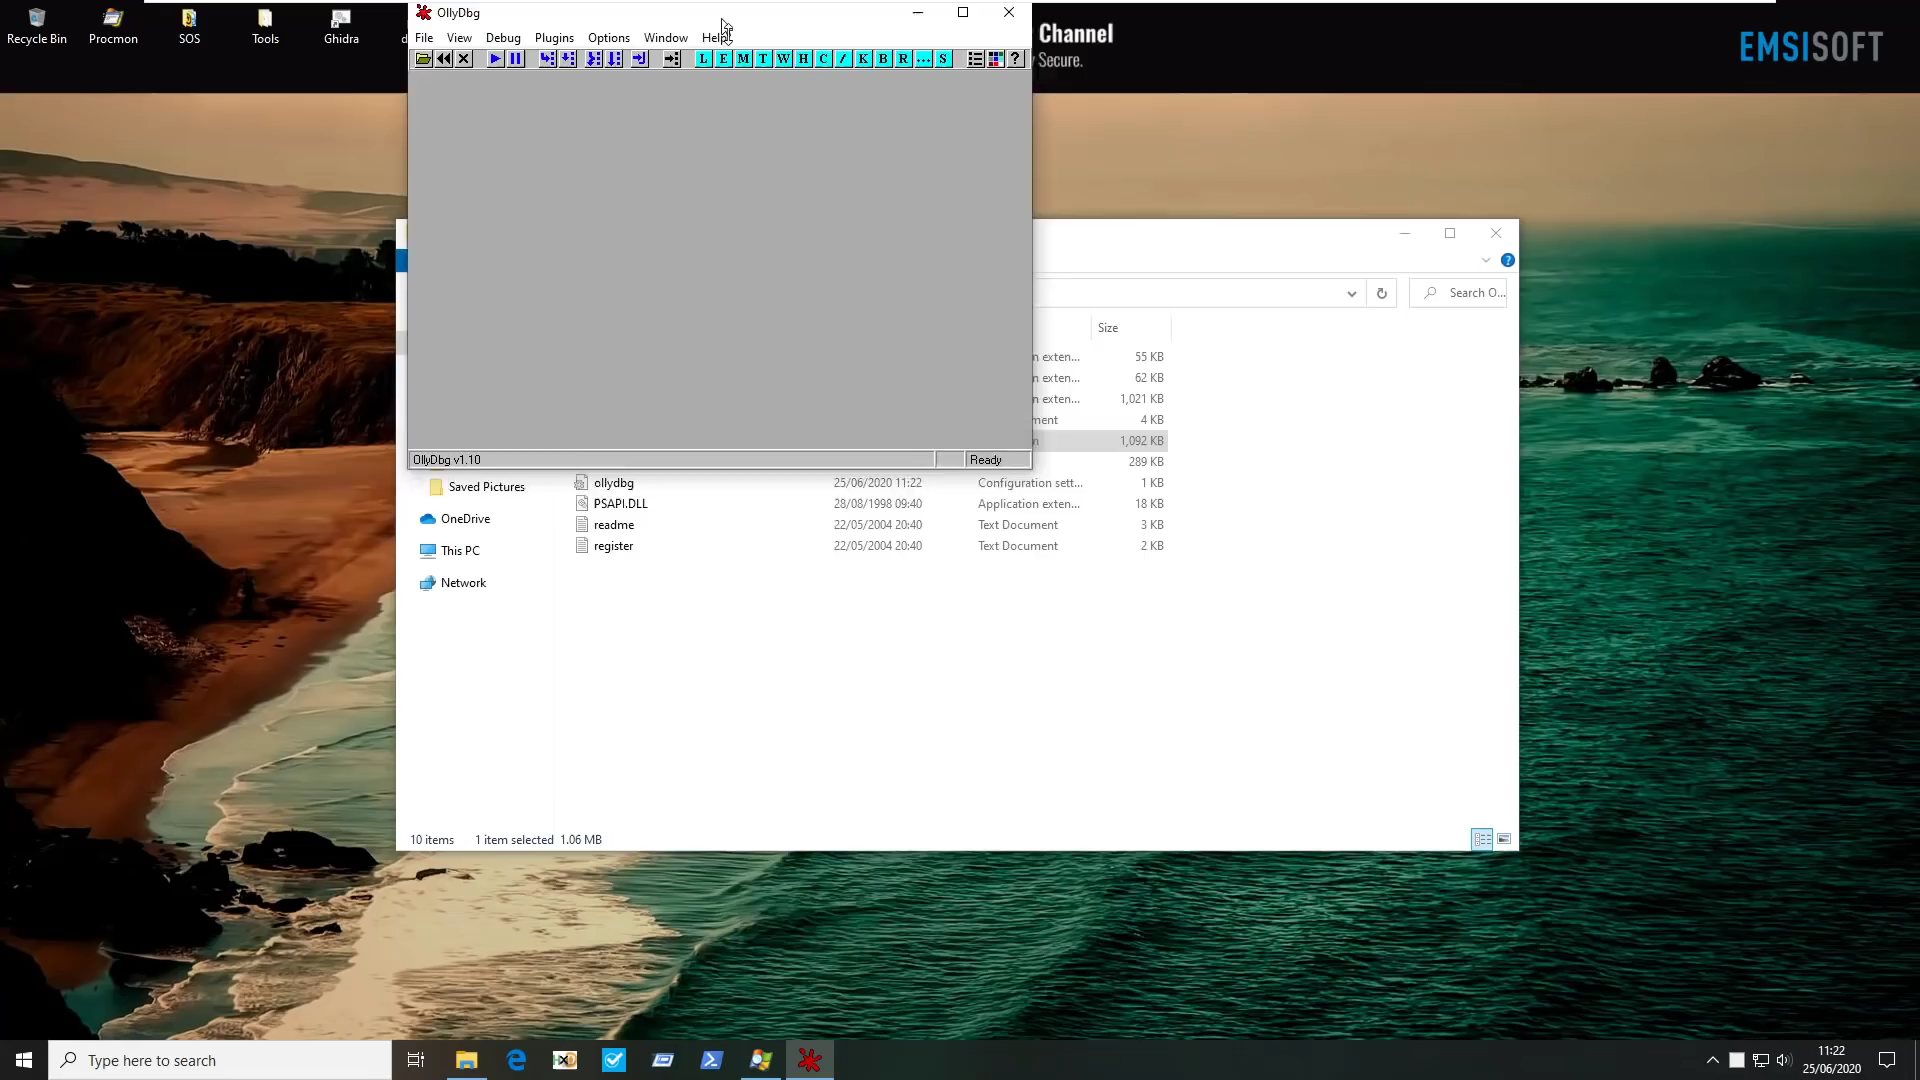 Recycle Bin
Procmon
SOS
Tools
Ghidra
OllyDbg
File View Debug Plugins Options Window Help
L E M T W H C / K B R ... S ?
Channel
Secure.
EMSISOFT
OllyDbg v1.10 Ready
Search O...
Size
n exten... 55 KB
n exten... 62 KB
n exten... 1,021 KB
ment 4 KB
n 1,092 KB
289 KB
ollydbg 25/06/2020 11:22 Configuration sett... 1 KB
PSAPI.DLL 28/08/1998 09:40 Application exten... 18 KB
readme 22/05/2004 20:40 Text Document 3 KB
register 22/05/2004 20:40 Text Document 2 KB
Saved Pictures
OneDrive
This PC
Network
10 items 1 item selected 1.06 MB
Type here to search
11:22
25/06/2020